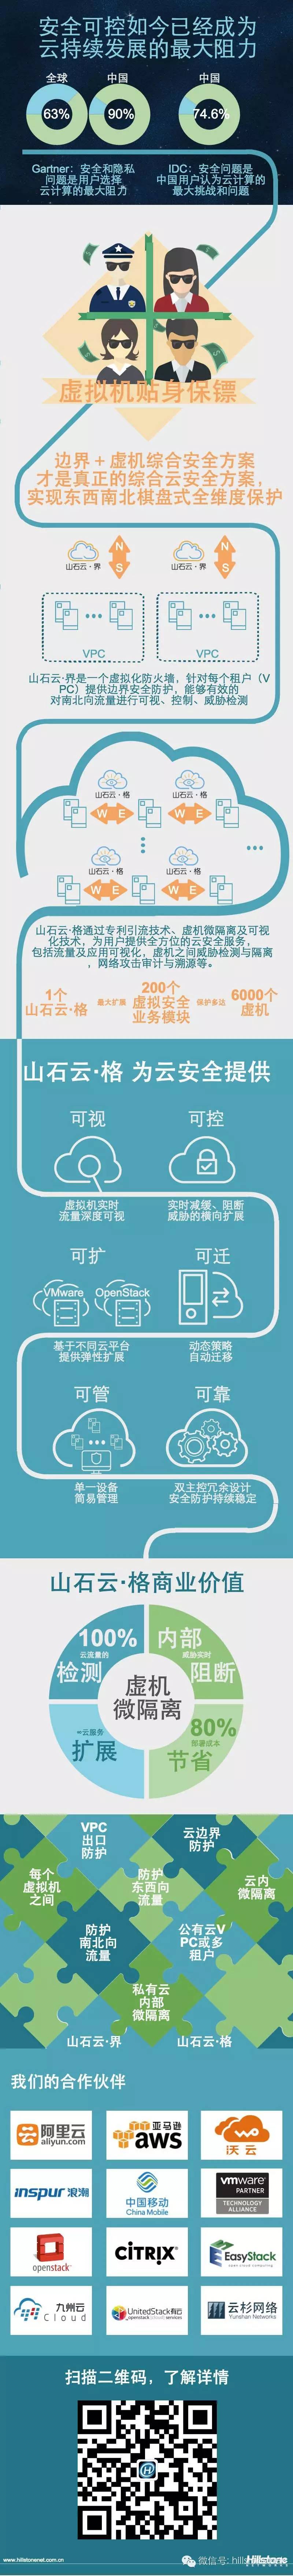 安全可控如今已经成为
云持续发展的最大阻力
全球
中国
中国
63%
90%
74.6%
Gartner：安全和隐私
问题是用户选择
云计算的最大阻力
IDC：安全问题是
中国用户认为云计算的
最大挑战和问题
虚拟机贴身保镖
边界＋虚机综合安全方案
才是真正的综合云安全方案，
实现东西南北棋盘式全维度保护
山石云·界
N
S
山石云·界
N
S
VPC
VPC
山石云·界是一个虚拟化防火墙，针对每个租户（V
PC）提供边界安全防护，能够有效的
对南北向流量进行可视、控制、威胁检测
山石云·格
山石云·格
W E
W E
山石云·格
山石云·格
W E
W E
山石云·格通过专利引流技术、虚机微隔离及可视
化技术，为用户提供全方位的云安全服务，
包括流量及应用可视化，虚机之间威胁检测与隔离
，网络攻击审计与溯源等。
1个
山石云·格
最大扩展
200个
虚拟安全
业务模块
保护多达
6000个
虚机
山石云·格 为云安全提供
可视
可控
虚拟机实时
流量深度可视
实时减缓、阻断
威胁的横向扩展
可扩
可迁
VMware
OpenStack
基于不同云平台
提供弹性扩展
动态策略
自动迁移
可管
可靠
单一设备
简易管理
双主控冗余设计
安全防护持续稳定
山石云·格商业价值
100%
云流量的
检测
内部
威胁实时
阻断
虚机
微隔离
云服务
扩展
80%
部署成本
节省
VPC
出口
防护
云边界
防护
每个
虚拟机
之间
防护
东西向
流量
云内
微隔离
防护
南北向
流量
公有云V
PC或多
租户
私有云
内部
微隔离
山石云·界
山石云·格
我们的合作伙伴
阿里云
aliyun.com
亚马逊
aws
沃云
inspur 浪潮
中国移动
China Mobile
vmware
PARTNER
TECHNOLOGY
ALLIANCE
openstack
CITRIX
EasyStack
九州云
Cloud
UnitedStack有云
云杉网络
Yunshan Networks
扫描二维码，了解详情
www.hillstonenet.com.cn
微信号: hills
Hillstone
NETWORKS